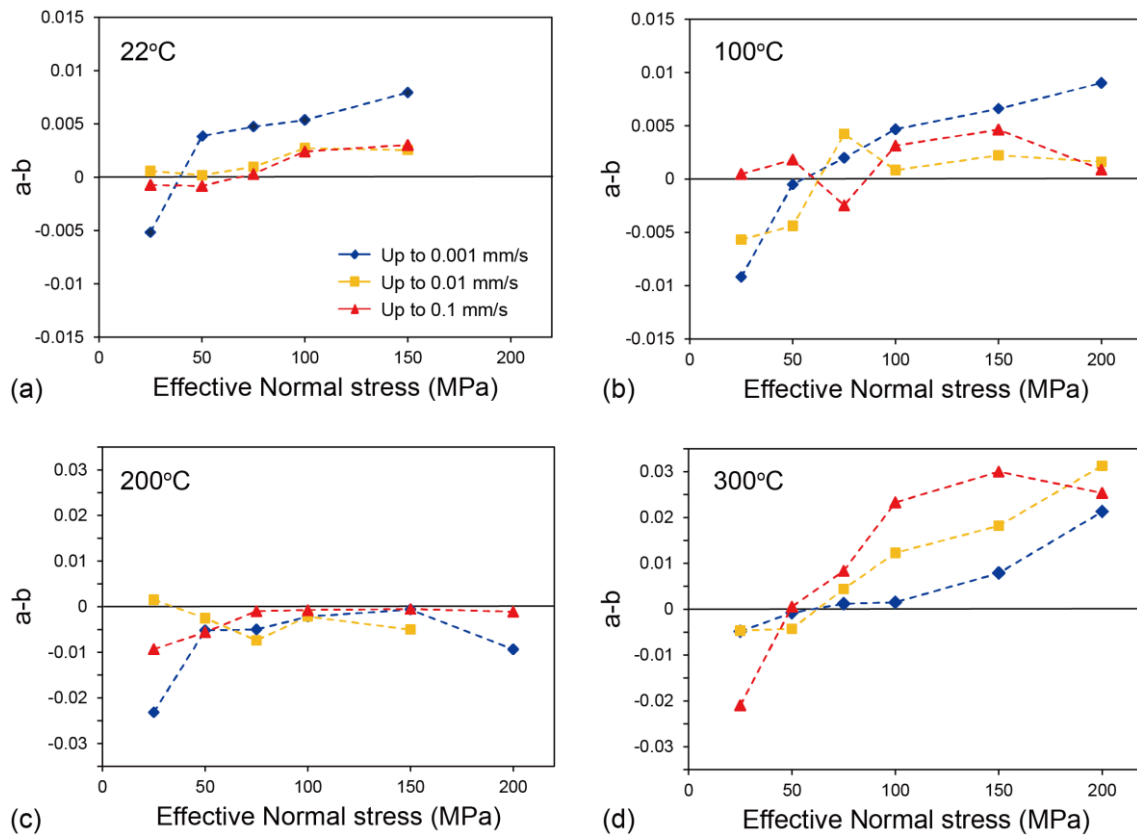 22°C
a-b
0.015
0.01
0.005
0
-0.005
-0.01
-0.015
Up to 0.001 mm/s
Up to 0.01 mm/s
Up to 0.1 mm/s
0 50 100 150 200
(a) Effective Normal stress (MPa)
100°C
a-b
0.015
0.01
0.005
0
-0.005
-0.01
-0.015
0 50 100 150 200
(b) Effective Normal stress (MPa)
200°C
a-b
0.03
0.02
0.01
0
-0.01
-0.02
-0.03
0 50 100 150 200
(c) Effective Normal stress (MPa)
300°C
a-b
0.03
0.02
0.01
0
-0.01
-0.02
-0.03
0 50 100 150 200
(d) Effective Normal stress (MPa)